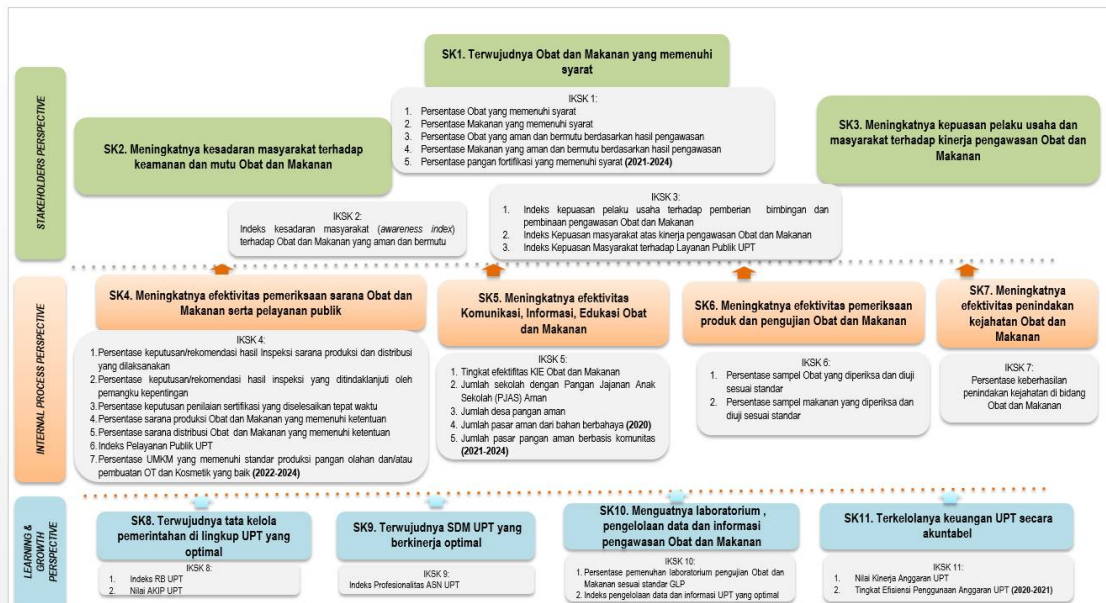 STAKEHOLDERS PERSPECTIVE
SK1. Terwujudnya Obat dan Makanan yang memenuhi
syarat
IKSK 1:
1. Persentase Obat yang memenuhi syarat
2. Persentase Makanan yang memenuhi syarat
3. Persentase Obat yang aman dan bermutu berdasarkan hasil pengawasan
4. Persentase Makanan yang aman dan bermutu berdasarkan hasil pengawasan
5. Persentase pangan fortifikasi yang memenuhi syarat (2021-2024)
SK2. Meningkatnya kesadaran masyarakat terhadap
keamanan dan mutu Obat dan Makanan
IKSK 2:
Indeks kesadaran masyarakat (awareness index)
terhadap Obat dan Makanan yang aman dan bermutu
SK3. Meningkatnya kepuasan pelaku usaha dan
masyarakat terhadap kinerja pengawasan Obat dan
Makanan
IKSK 3:
1. Indeks kepuasan pelaku usaha terhadap pemberian bimbingan dan
pembinaan pengawasan Obat dan Makanan
2. Indeks Kepuasan masyarakat atas kinerja pengawasan Obat dan Makanan
3. Indeks Kepuasan Masyarakat terhadap Layanan Publik UPT
INTERNAL PROCESS PERSPECTIVE
SK4. Meningkatnya efektivitas pemeriksaan sarana Obat dan
Makanan serta pelayanan publik
IKSK 4:
1.Persentase keputusan/rekomendasi hasil Inspeksi sarana produksi dan distribusi
yang dilaksanakan
2.Persentase keputusan/rekomendasi hasil inspeksi yang ditindaklanjuti oleh
pemangku kepentingan
3.Persentase keputusan penilaian sertifikasi yang diselesaikan tepat waktu
4.Persentase sarana produksi Obat dan Makanan yang memenuhi ketentuan
5.Persentase sarana distribusi Obat dan Makanan yang memenuhi ketentuan
6.Indeks Pelayanan Publik UPT
7.Persentase UMKM yang memenuhi standar produksi pangan olahan dan/atau
pembuatan OT dan Kosmetik yang baik (2022-2024)
SK5. Meningkatnya efektivitas
Komunikasi, Informasi, Edukasi Obat
dan Makanan
IKSK 5:
1. Tingkat efektifitas KIE Obat dan Makanan
2. Jumlah sekolah dengan Pangan Jajanan Anak
Sekolah (PJAS) Aman
3. Jumlah desa pangan aman
4. Jumlah pasar aman dari bahan berbahaya (2020)
5. Jumlah pasar pangan aman berbasis komunitas
(2021-2024)
SK6. Meningkatnya efektivitas pemeriksaan
produk dan pengujian Obat dan Makanan
IKSK 6:
1. Persentase sampel Obat yang diperiksa dan diuji
sesuai standar
2. Persentase sampel makanan yang diperiksa dan
diuji sesuai standar
SK7. Meningkatnya
efektivitas penindakan
kejahatan Obat dan
Makanan
IKSK 7:
Persentase keberhasilan
penindakan kejahatan di bidang
Obat dan Makanan
LEARNING &
GROWTH
PERSPECTIVE
SK8. Terwujudnya tata kelola
pemerintahan di lingkup UPT yang
optimal
IKSK 8:
1. Indeks RB UPT
2. Nilai AKIP UPT
SK9. Terwujudnya SDM UPT yang
berkinerja optimal
IKSK 9:
Indeks Profesionalitas ASN UPT
SK10. Menguatnya laboratorium ,
pengelolaan data dan informasi
pengawasan Obat dan Makanan
IKSK 10:
1.Persentase pemenuhan laboratorium pengujian Obat dan
Makanan sesuai standar GLP
2. Indeks pengelolaan data dan informasi UPT yang optimal
SK11. Terkelolanya keuangan UPT secara
akuntabel
IKSK 11:
1. Nilai Kinerja Anggaran UPT
2. Tingkat Efisiensi Penggunaan Anggaran UPT (2020-2021)